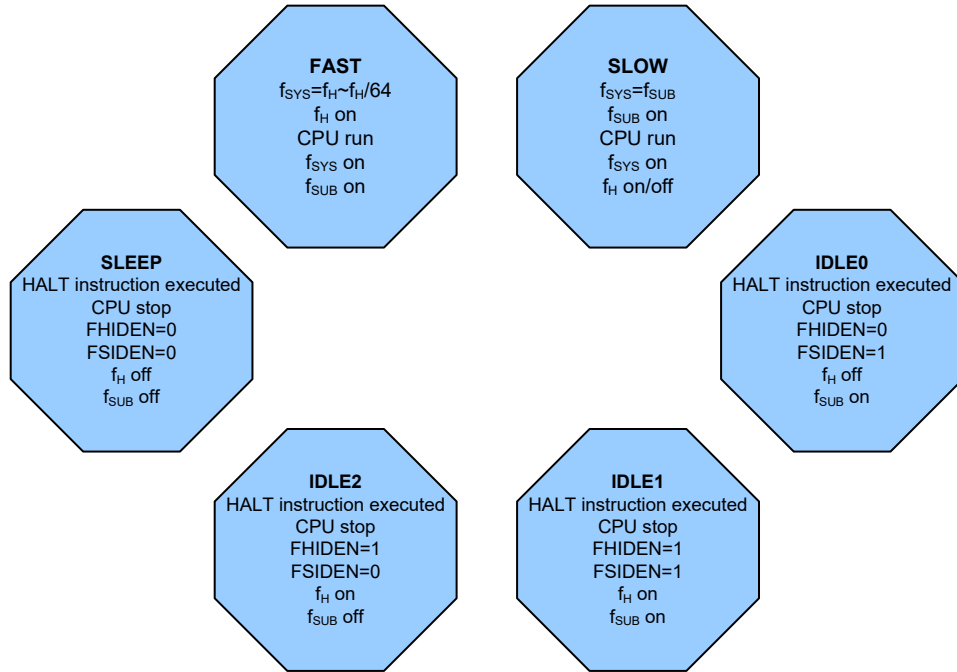 FAST
fSYS=fH~fH/64
fH on
CPU run
fSYS on
fSUB on
SLOW
fSYS=fSUB
fSUB on
CPU run
fSYS on
fH on/off
SLEEP
HALT instruction executed
CPU stop
FHIDEN=0
FSIDEN=0
fH off
fSUB off
IDLE0
HALT instruction executed
CPU stop
FHIDEN=0
FSIDEN=1
fH off
fSUB on
IDLE2
HALT instruction executed
CPU stop
FHIDEN=1
FSIDEN=0
fH on
fSUB off
IDLE1
HALT instruction executed
CPU stop
FHIDEN=1
FSIDEN=1
fH on
fSUB on